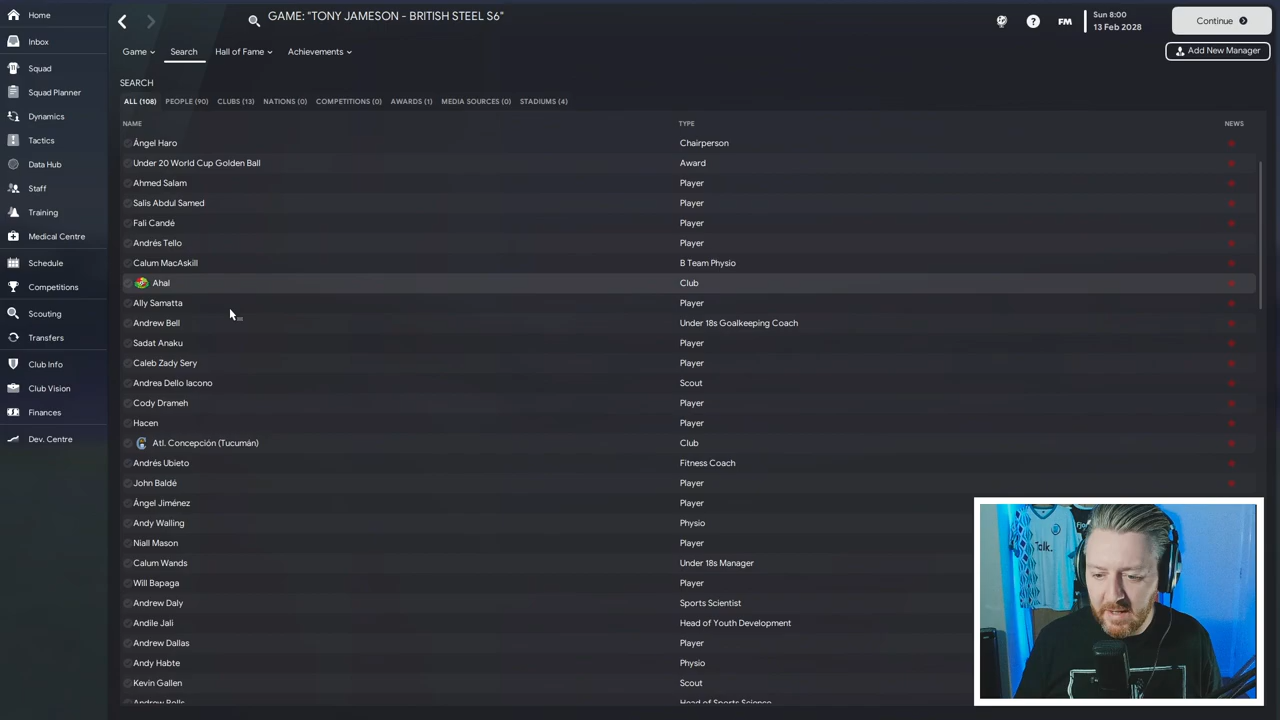 Home
Inbox
Squad
Squad Planner
Dynamics
Tactics
Data Hub
Staff
Training
Medical Centre
Schedule
Competitions
Scouting
Transfers
Club Info
Club Vision
Finances
Dev. Centre
GAME: "TONY JAMESON - BRITISH STEEL S6"
FM
Sun 8:00
13 Feb 2028
Continue
Game
Search
Hall of Fame
Achievements
Add New Manager
SEARCH
ALL (108) PEOPLE (90) CLUBS (13) NATIONS (0) COMPETITIONS (0) AWARDS (1) MEDIA SOURCES (0) STADIUMS (4)
NAME TYPE NEWS
Ángel Haro Chairperson
Under 20 World Cup Golden Ball Award
Ahmed Salam Player
Salis Abdul Samed Player
Fali Candé Player
Andrés Tello Player
Calum MacAskill B Team Physio
Ahal Club
Ally Samatta Player
Andrew Bell Under 18s Goalkeeping Coach
Sadat Anaku Player
Caleb Zady Sery Player
Andrea Dello Iacono Scout
Cody Drameh Player
Hacen Player
Atl. Concepción (Tucumán) Club
Andrés Ubieto Fitness Coach
John Baldé Player
Ángel Jiménez Player
Andy Walling Physio
Niall Mason Player
Calum Wands Under 18s Manager
Will Bapaga Player
Andrew Daly Sports Scientist
Andile Jali Head of Youth Development
Andrew Dallas Player
Andy Habte Physio
Kevin Gallen Scout
Andrew Rolls Head of Sports Science
Talk.